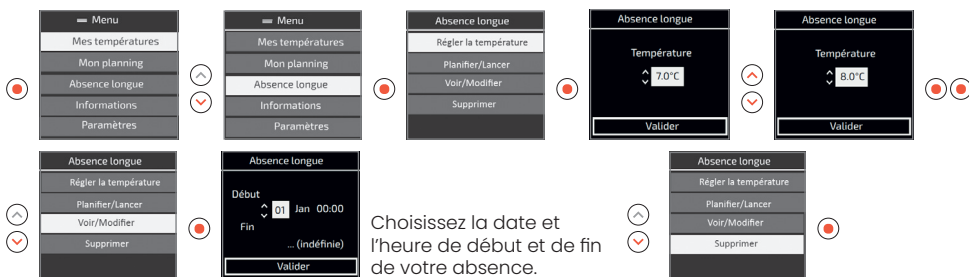 Menu
Mes températures
Mon planning
Absence longue
Informations
Paramètres
Menu
Mes températures
Mon planning
Absence longue
Informations
Paramètres
Absence longue
Régler la température
Planifier/Lancer
Voir/Modifier
Supprimer
Absence longue
Température
7.0°C
Valider
Absence longue
Température
8.0°C
Valider
Absence longue
Régler la température
Planifier/Lancer
Voir/Modifier
Supprimer
Absence longue
Début
01 Jan 00:00
Fin
... (indéfinie)
Valider
Choisissez la date et
l'heure de début et de fin
de votre absence.
Absence longue
Régler la température
Planifier/Lancer
Voir/Modifier
Supprimer